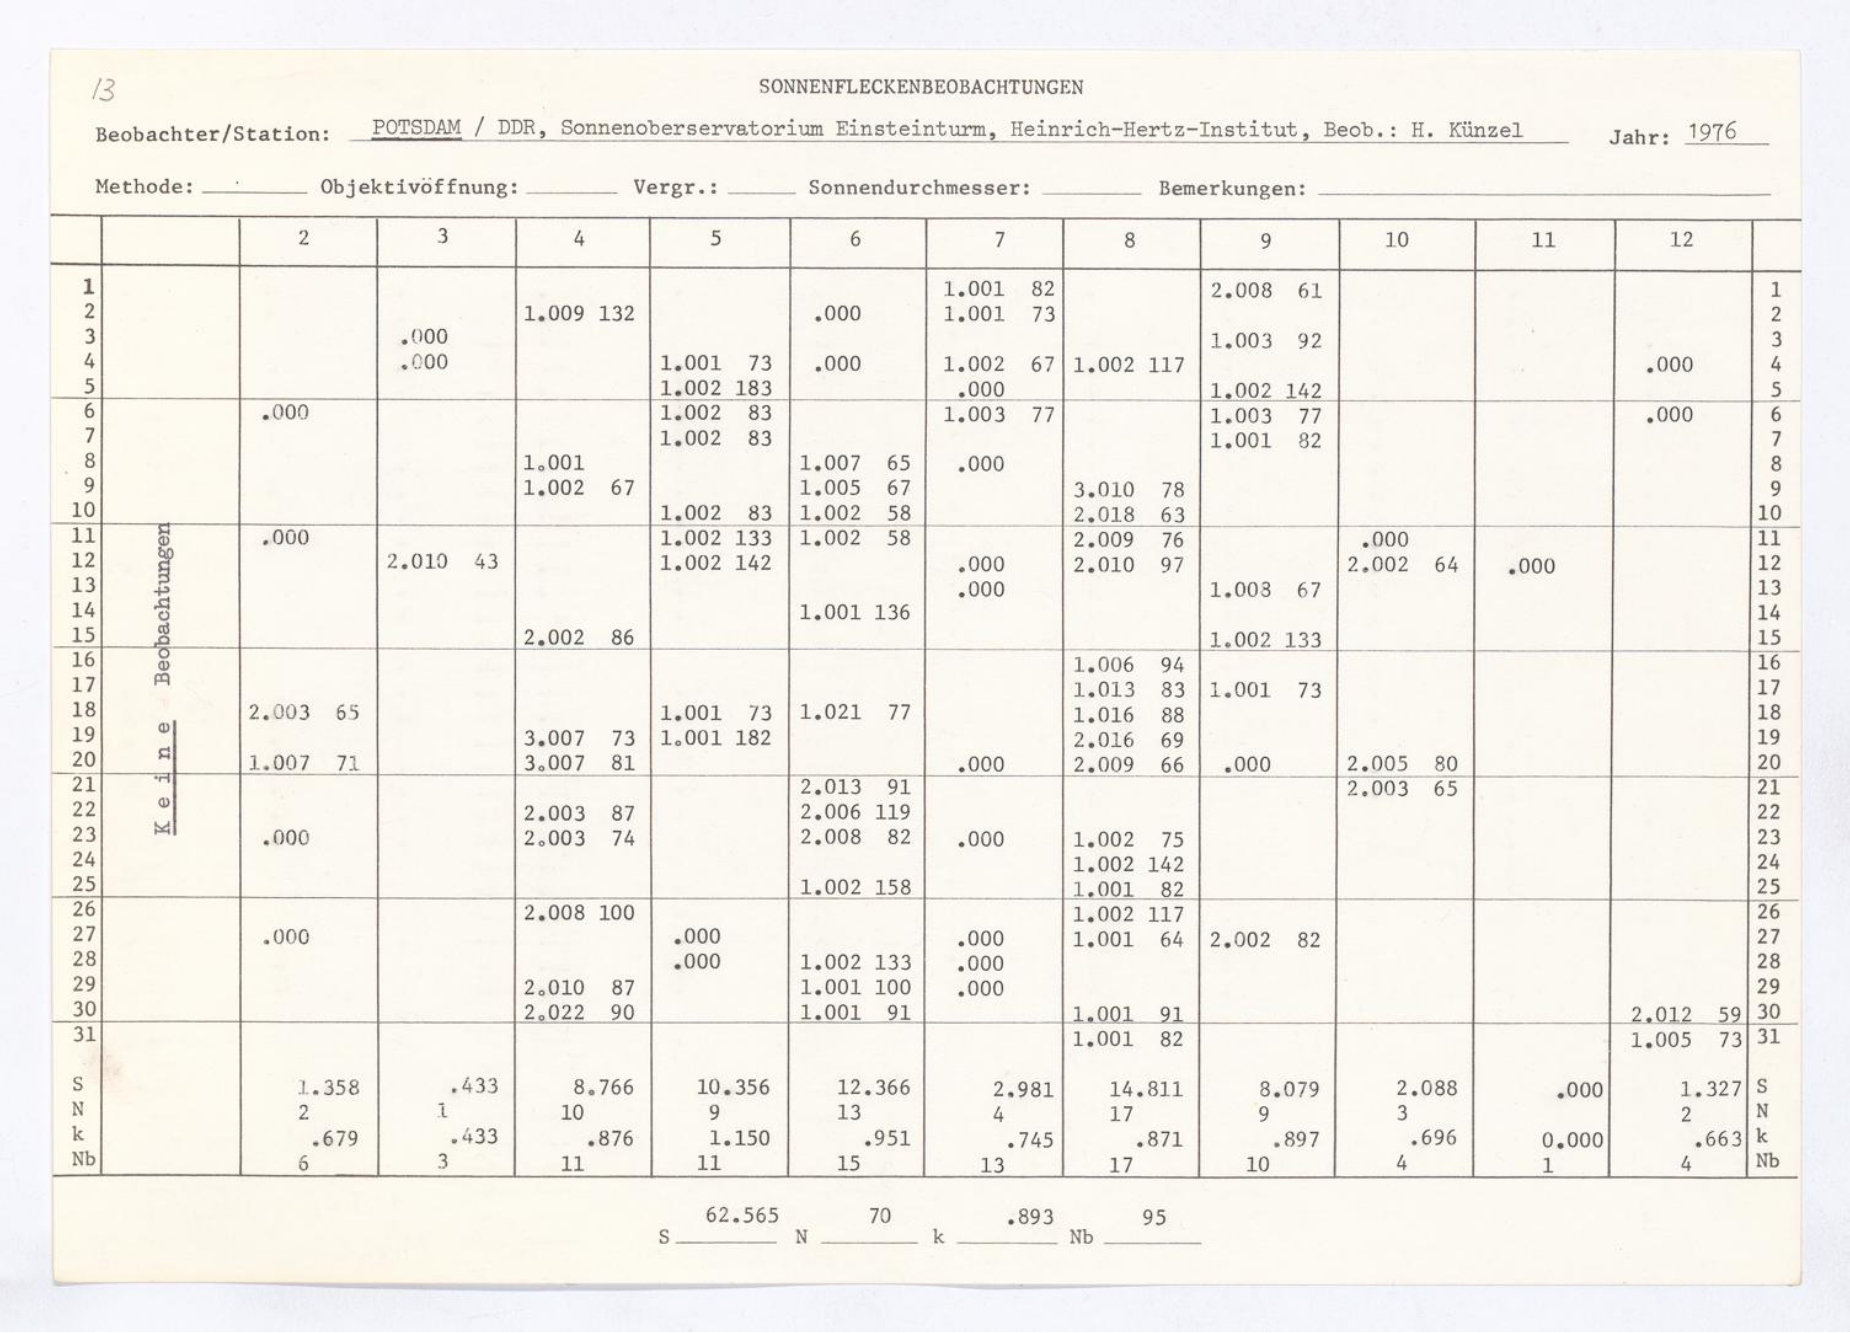 13
SONNENFLECKENBEOBACHTUNGEN
Beobachter/Station: POTSDAM / DDR, Sonnenoberservatorium Einsteinturm, Heinrich-Hertz-Institut, Beob.: H. Künzel Jahr: 1976
Methode: Objektivöffnung: Vergr.: Sonnendurchmesser: Bemerkungen:
2 3 4 5 6 7 8 9 10 11 12
Keine Beobachtungen
1 1.001 82 2.008 61 1
2 1.009 132 .000 1.001 73 2
3 .000 1.003 92 3
4 .000 1.001 73 .000 1.002 67 1.002 117 .000 4
5 1.002 183 .000 1.002 142 5
6 .000 1.002 83 1.003 77 1.003 77 .000 6
7 1.002 83 1.001 82 7
8 1.001 1.007 65 .000 8
9 1.002 67 1.005 67 3.010 78 9
10 1.002 83 1.002 58 2.018 63 10
11 .000 1.002 133 1.002 58 2.009 76 .000 11
12 2.010 43 1.002 142 .000 2.010 97 2.002 64 .000 12
13 .000 1.003 67 13
14 1.001 136 14
15 2.002 86 1.002 133 15
16 1.006 94 16
17 1.013 83 1.001 73 17
18 2.003 65 1.001 73 1.021 77 1.016 88 18
19 3.007 73 1.001 182 2.016 69 19
20 1.007 71 3.007 81 .000 2.009 66 .000 2.005 80 20
21 2.013 91 2.003 65 21
22 2.003 87 2.006 119 22
23 .000 2.003 74 2.008 82 .000 1.002 75 23
24 1.002 142 24
25 1.002 158 1.001 82 25
26 2.008 100 1.002 117 26
27 .000 .000 .000 1.001 64 2.002 82 27
28 .000 1.002 133 .000 28
29 2.010 87 1.001 100 .000 29
30 2.022 90 1.001 91 1.001 91 2.012 59 30
31 1.001 82 1.005 73 31
S 1.358 .433 8.766 10.356 12.366 2.981 14.811 8.079 2.088 .000 1.327 S
N 2 1 10 9 13 4 17 9 3 2 N
k .679 .433 .876 1.150 .951 .745 .871 .897 .696 0.000 .663 k
Nb 6 3 11 11 15 13 17 10 4 1 4 Nb
S 62.565 N 70 k .893 Nb 95